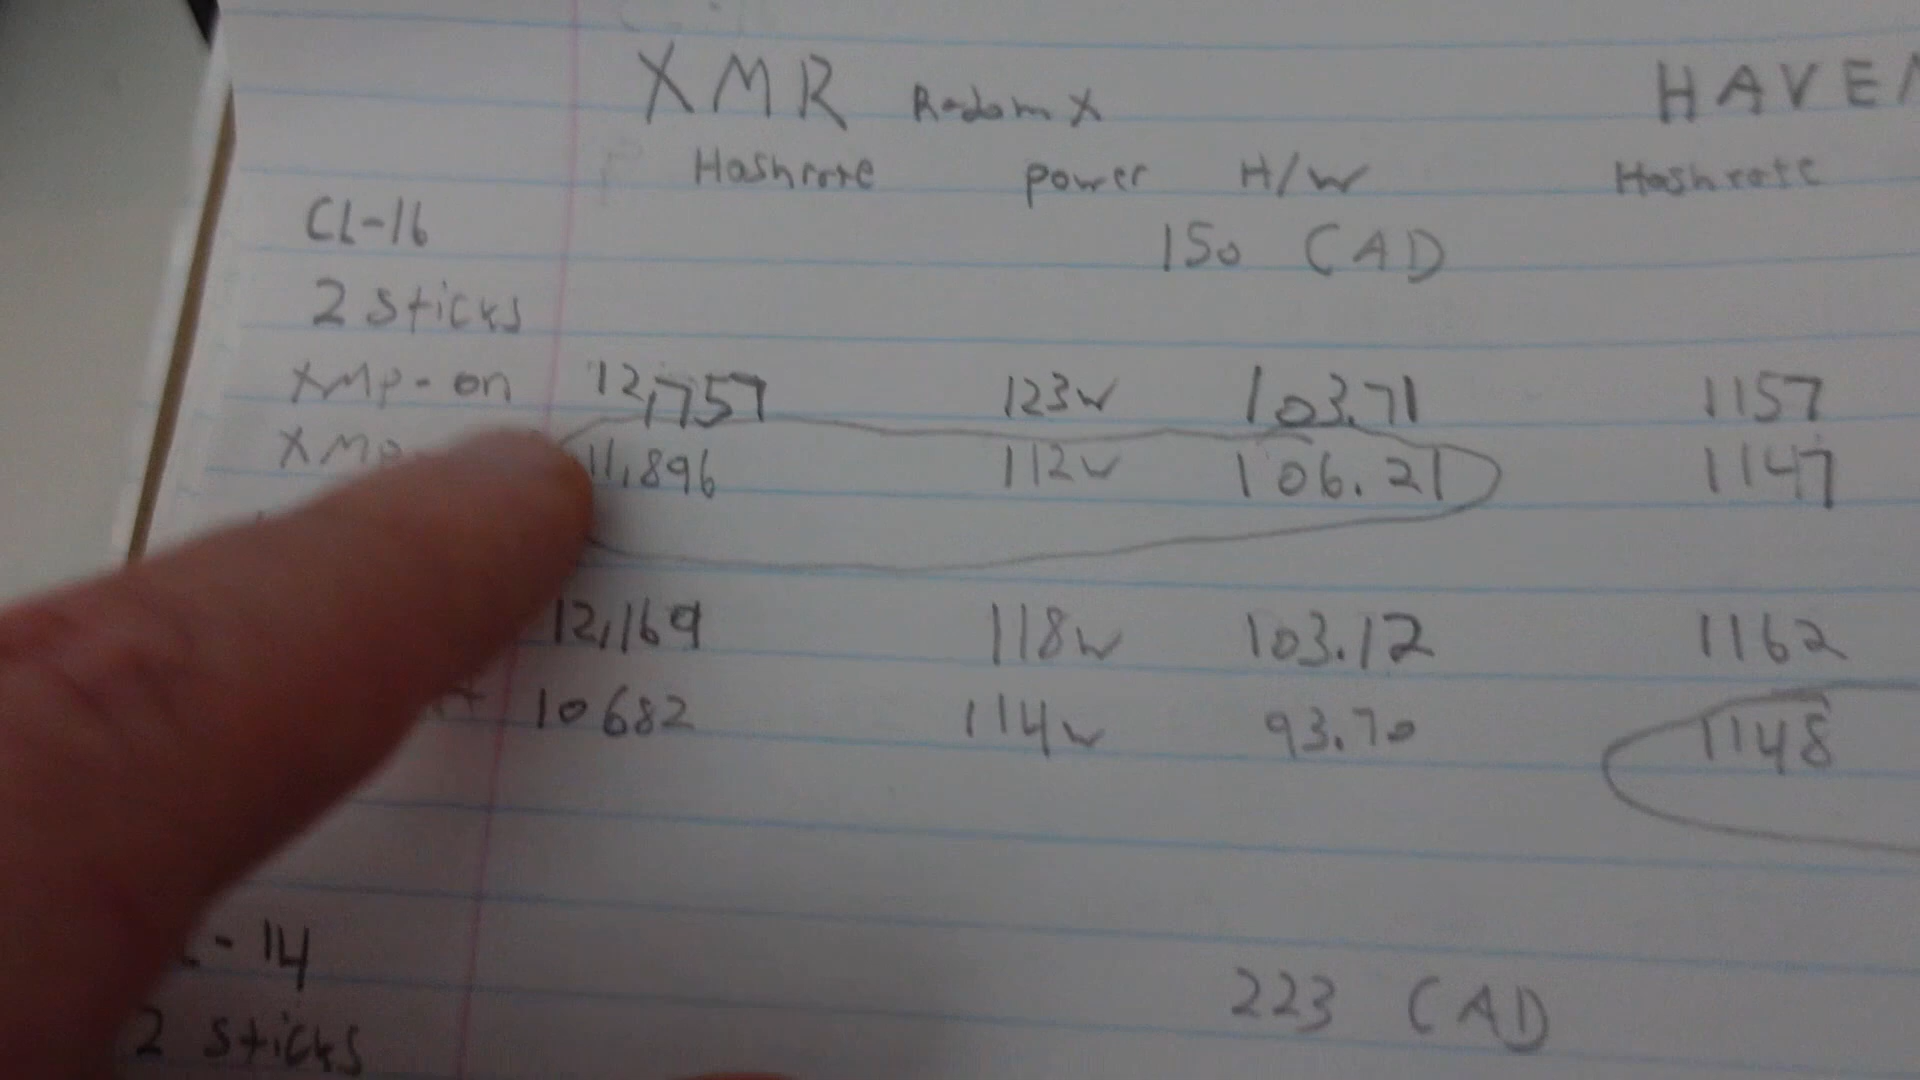 XMR RadomX HAVEN
Hashrate power H/W Hashrate
CL-16 150 CAD
2 sticks
XMP-on 12,757 123w 103.71 1157
XMP 11,896 112w 106.21 1147
12,169 118w 103.12 1162
10682 114w 93.70 1148
L-14 223 CAD
2 sticks